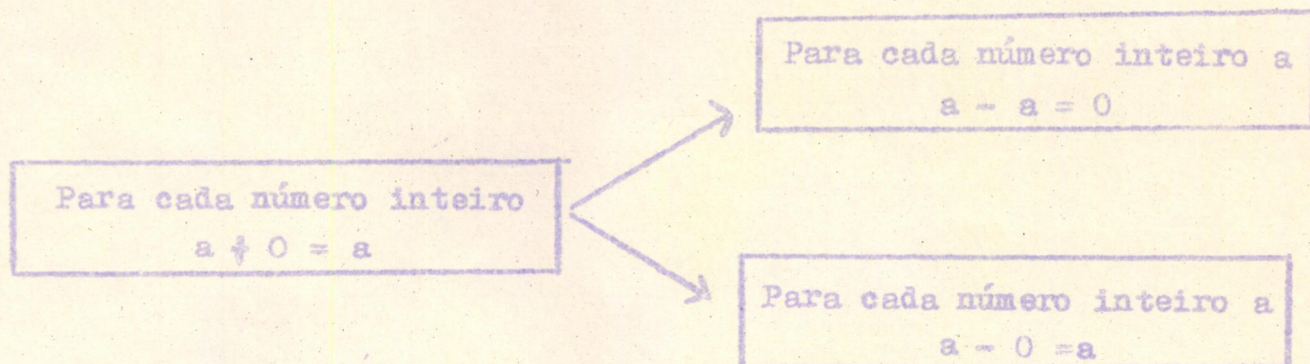 Para cada número inteiro a
a - a = 0
Para cada número inteiro
a + 0 = a
Para cada número inteiro a
a - 0 =a